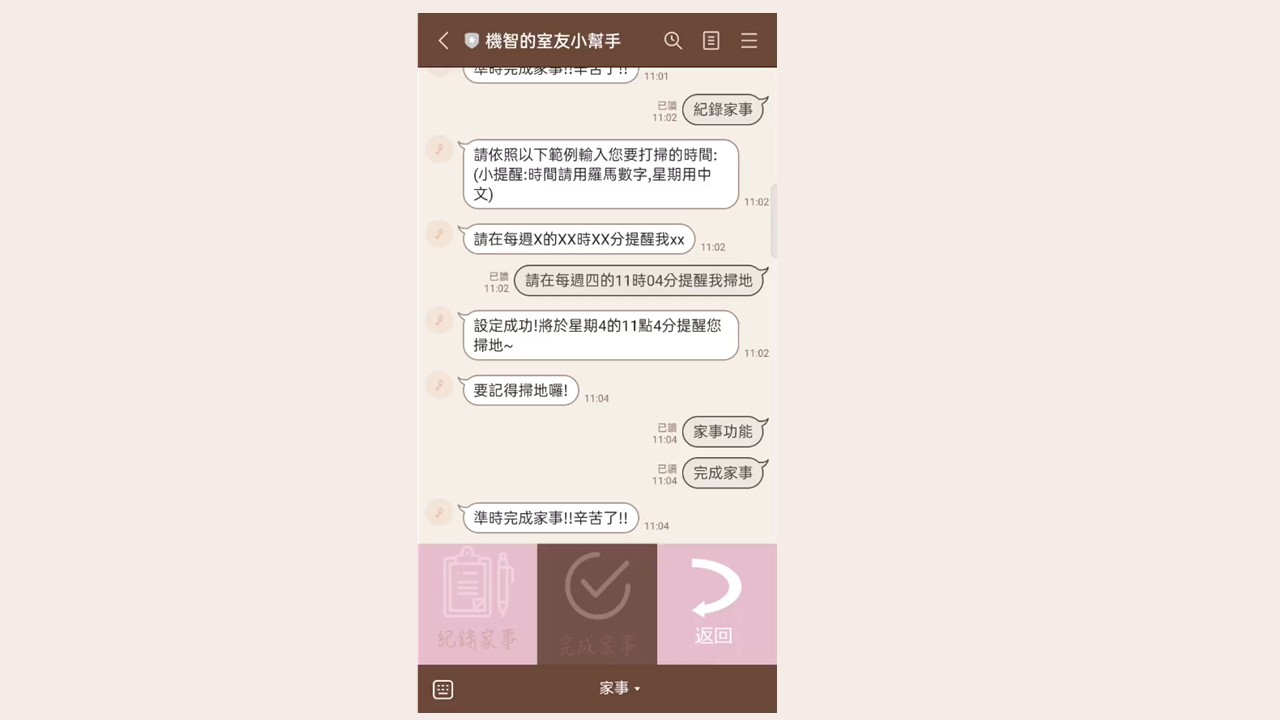 機智的室友小幫手
準時完成家事!!辛苦了!!
11:01
已讀
11:02
紀錄家事
請依照以下範例輸入您要打掃的時間:
(小提醒:時間請用羅馬數字,星期用中
文)
11:02
請在每週X的XX時XX分提醒我xx
11:02
已讀
11:02
請在每週四的11時04分提醒我掃地
設定成功!將於星期4的11點4分提醒您
掃地~
11:02
要記得掃地囉!
11:04
已讀
11:04
家事功能
已讀
11:04
完成家事
準時完成家事!!辛苦了!!
11:04
紀錄家事
完成家事
返回
家事